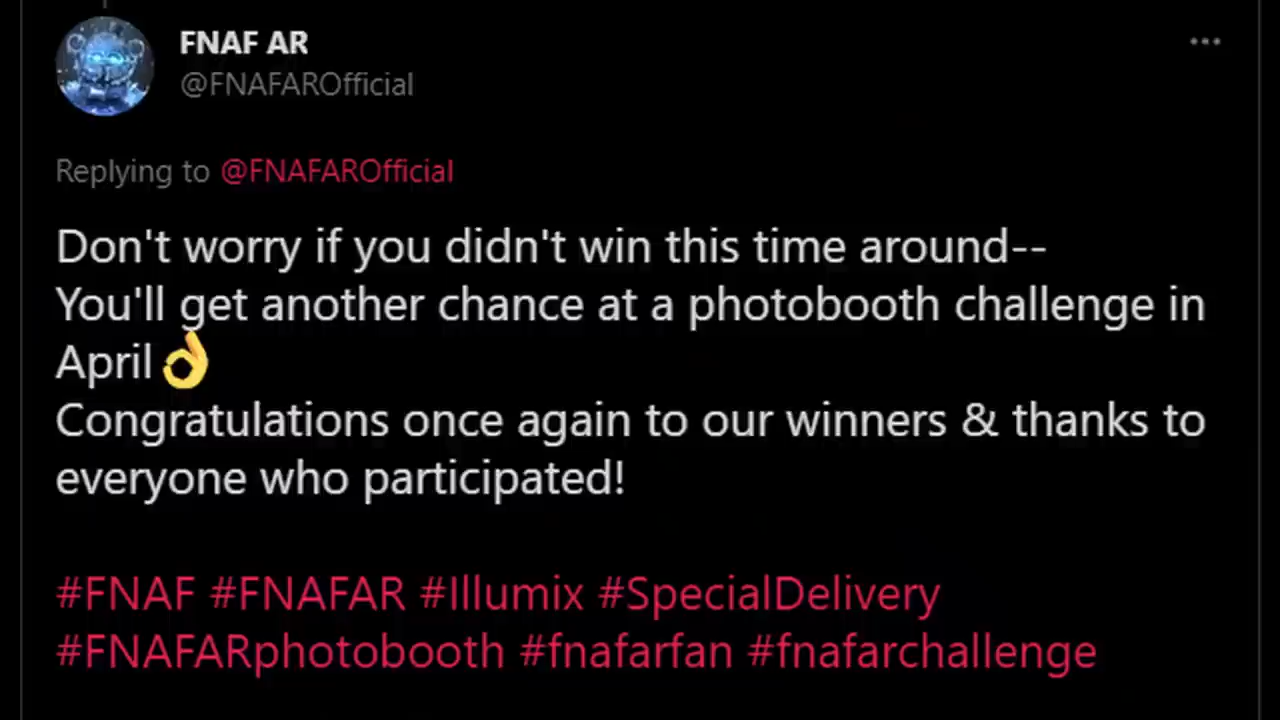 FNAF AR
@FNAFAROfficial
Replying to @FNAFAROfficial
Don't worry if you didn't win this time around--
You'll get another chance at a photobooth challenge in
April👌
Congratulations once again to our winners & thanks to
everyone who participated!
#FNAF #FNAFAR #Illumix #SpecialDelivery
#FNAFARphotobooth #fnafarfan #fnafarchallenge